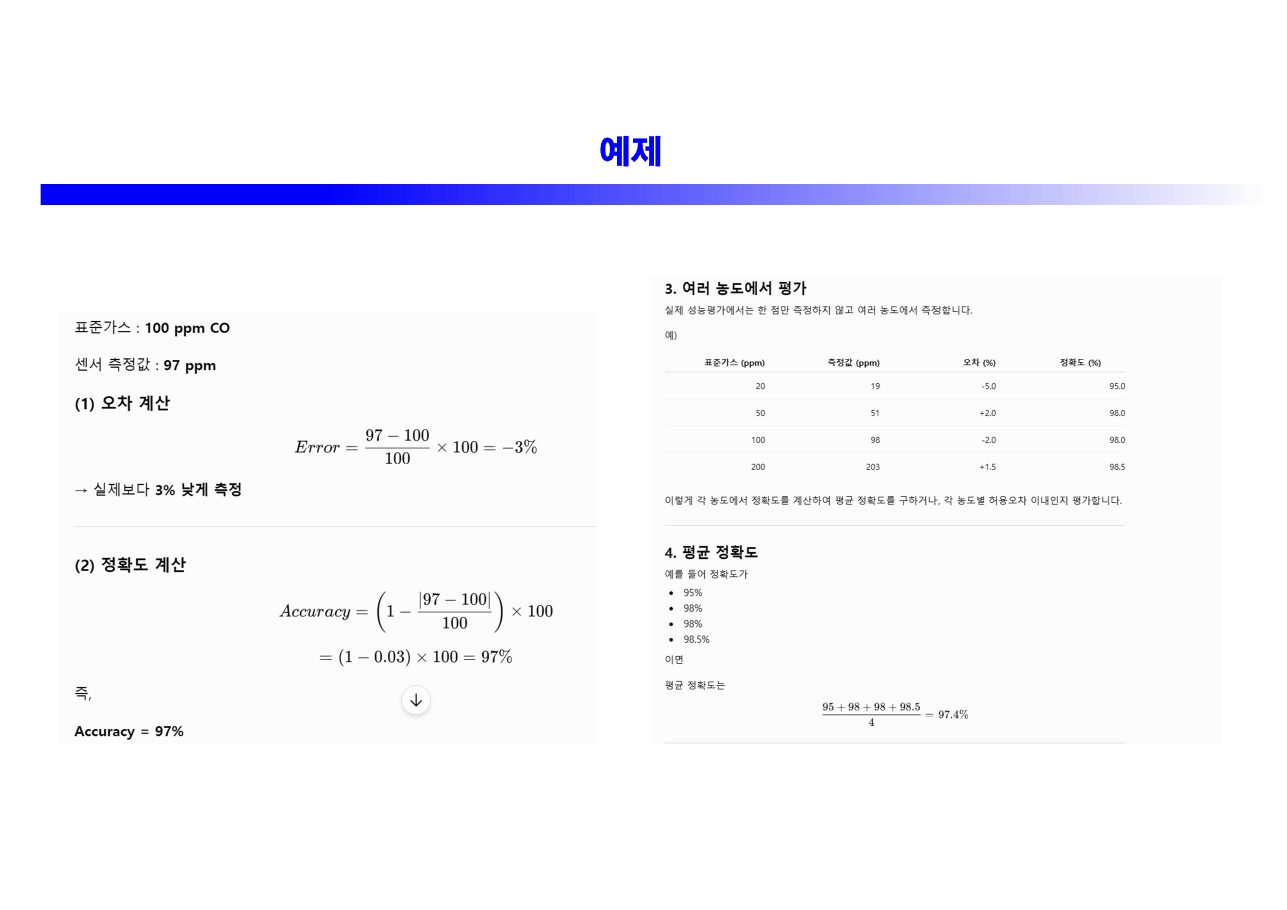 예제
표준가스 : 100 ppm CO
센서 측정값 : 97 ppm
(1) 오차 계산
Error = \frac{97 - 100}{100} × 100 = −3%
→ 실제보다 3% 낮게 측정
(2) 정확도 계산
Accuracy = \left(1 - \frac{|97 - 100|}{100}\right) × 100
= (1 − 0.03) × 100 = 97%
즉,
Accuracy = 97%
3. 여러 농도에서 평가
실제 성능평가에서는 한 점만 측정하지 않고 여러 농도에서 측정합니다.
예)
표준가스 (ppm) 측정값 (ppm) 오차 (%) 정확도 (%)
20 19 -5.0 95.0
50 51 +2.0 98.0
100 98 -2.0 98.0
200 203 +1.5 98.5
이렇게 각 농도에서 정확도를 계산하여 평균 정확도를 구하거나, 각 농도별 허용오차 이내인지 평가합니다.
4. 평균 정확도
예를 들어 정확도가
• 95%
• 98%
• 98%
• 98.5%
이면
평균 정확도는
\frac{95 + 98 + 98 + 98.5}{4} = 97.4%